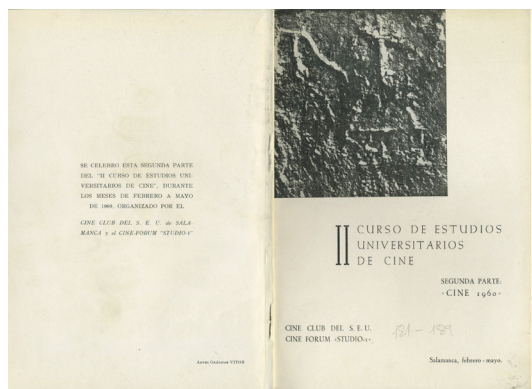 SE CELEBRO ESTA SEGUNDA PARTE
DEL "II CURSO DE ESTUDIOS UNI-
VERSITARIOS DE CINE", DURANTE
LOS MESES DE FEBRERO A MAYO
DE 1960, ORGANIZADO POR EL
CINE CLUB DEL S. E. U. de SALA-
MANCA y el CINE-FORUM "STUDIO-1"
Artes Gráficas VITOR
II CURSO DE ESTUDIOS
UNIVERSITARIOS
DE CINE
SEGUNDA PARTE:
«CINE 1960»
CINE CLUB DEL S. E. U.
CINE FORUM «STUDIO-1».
181 - 189
Salamanca, febrero - mayo.